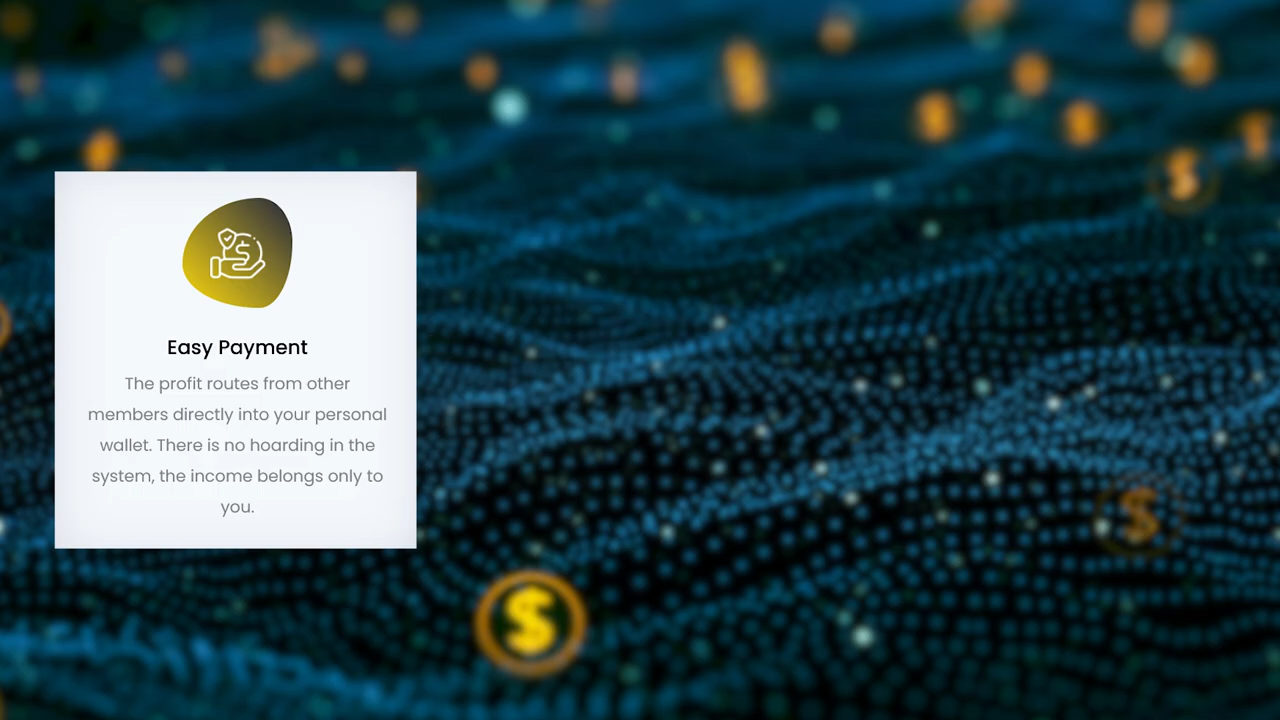 Easy Payment
The profit routes from other
members directly into your personal
wallet. There is no hoarding in the
system, the income belongs only to
you.